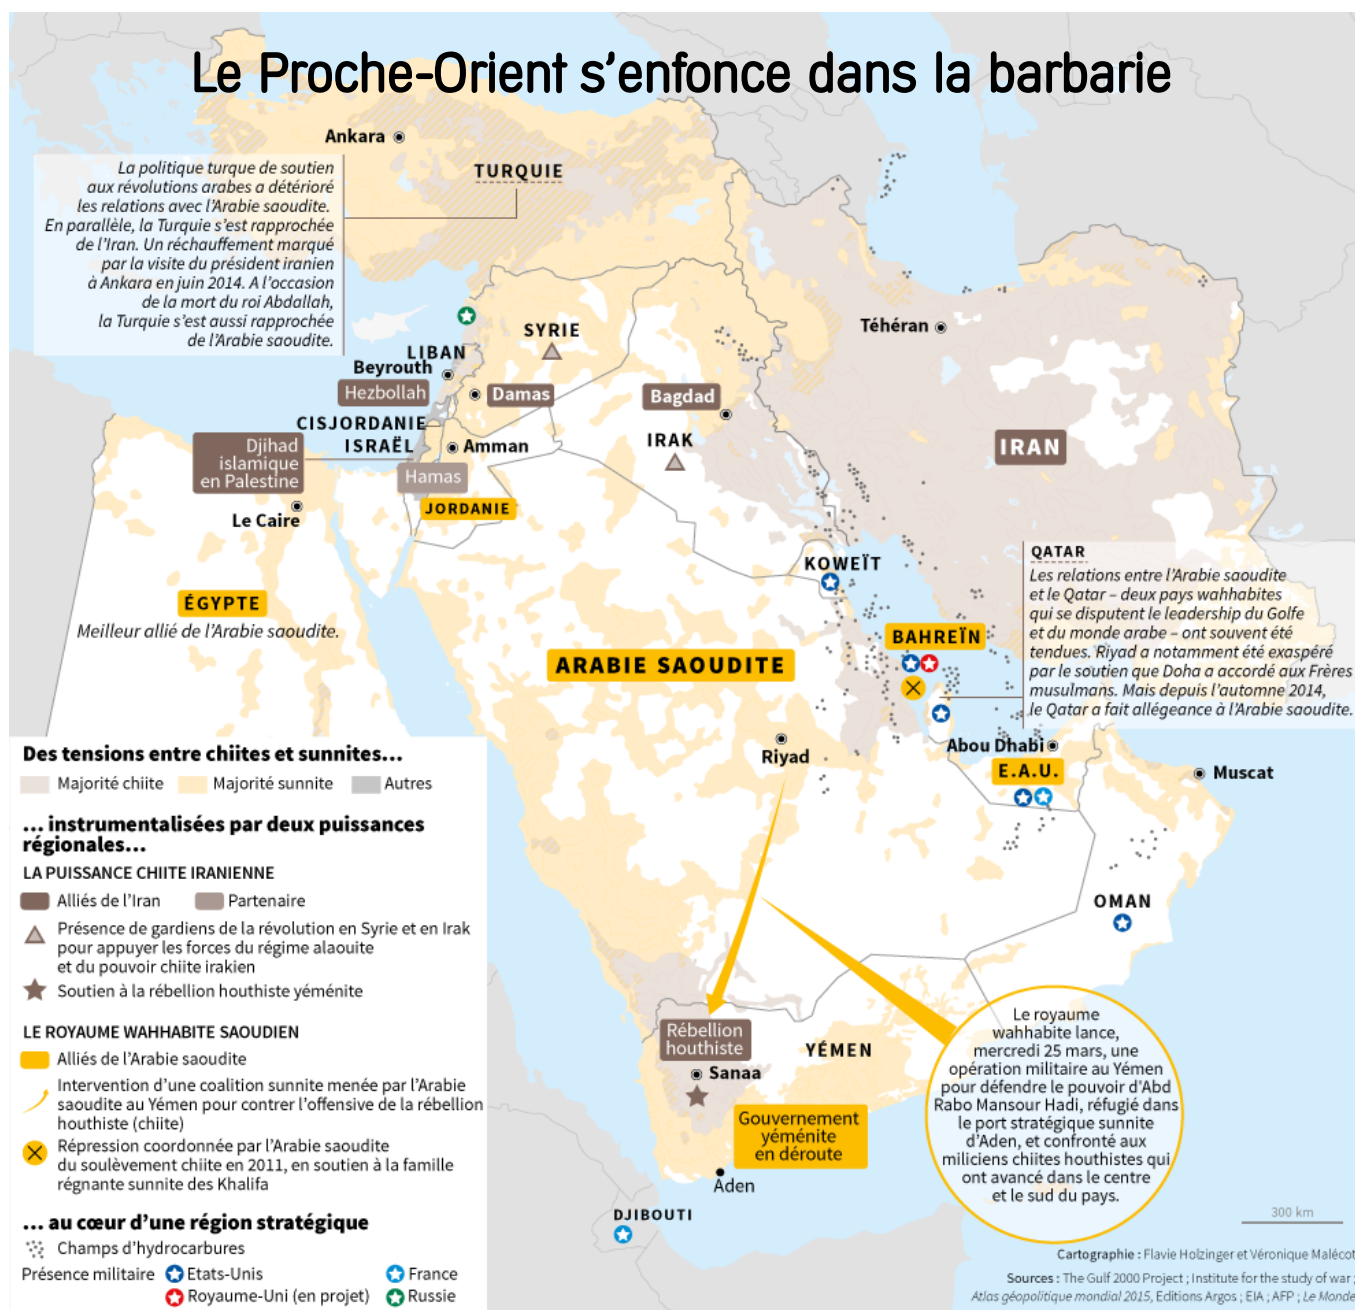 Le Proche-Orient s'enfonce dans la barbarie
Ankara
TURQUIE
La politique turque de soutien
aux révolutions arabes a détérioré
les relations avec l'Arabie saoudite.
En parallèle, la Turquie s'est rapprochée
de l'Iran. Un réchauffement marqué
par la visite du président iranien
à Ankara en juin 2014. A l'occasion
de la mort du roi Abdallah,
la Turquie s'est aussi rapprochée
de l'Arabie saoudite.
Téhéran
SYRIE
LIBAN
Beyrouth
Hezbollah
Damas
Bagdad
CISJORDANIE
ISRAËL
Amman
IRAK
IRAN
Djihad
islamique
en Palestine
Hamas
JORDANIE
Le Caire
KOWEÏT
QATAR
Les relations entre l'Arabie saoudite
et le Qatar – deux pays wahhabites
qui se disputent le leadership du Golfe
et du monde arabe – ont souvent été
tendues. Riyad a notamment été exaspéré
par le soutien que Doha a accordé aux Frères
musulmans. Mais depuis l'automne 2014,
le Qatar a fait allégeance à l'Arabie saoudite.
ÉGYPTE
Meilleur allié de l'Arabie saoudite.
BAHREÏN
ARABIE SAOUDITE
Riyad
Abou Dhabi
E.A.U.
Muscat
OMAN
Rébellion
houthiste
YÉMEN
Sanaa
Gouvernement
yéménite
en déroute
Aden
DJIBOUTI
Le royaume
wahhabite lance,
mercredi 25 mars, une
opération militaire au Yémen
pour défendre le pouvoir d'Abd
Rabo Mansour Hadi, réfugié dans
le port stratégique sunnite
d'Aden, et confronté aux
miliciens chiites houthistes qui
ont avancé dans le centre
et le sud du pays.
Des tensions entre chiites et sunnites...
Majorité chiite Majorité sunnite Autres
... instrumentalisées par deux puissances
régionales...
LA PUISSANCE CHIITE IRANIENNE
Alliés de l'Iran Partenaire
Présence de gardiens de la révolution en Syrie et en Irak
pour appuyer les forces du régime alaouite
et du pouvoir chiite irakien
Soutien à la rébellion houthiste yéménite
LE ROYAUME WAHHABITE SAOUDIEN
Alliés de l'Arabie saoudite
Intervention d'une coalition sunnite menée par l'Arabie
saoudite au Yémen pour contrer l'offensive de la rébellion
houthiste (chiite)
Répression coordonnée par l'Arabie saoudite
du soulèvement chiite en 2011, en soutien à la famille
régnante sunnite des Khalifa
... au cœur d'une région stratégique
Champs d'hydrocarbures
Présence militaire Etats-Unis France
Royaume-Uni (en projet) Russie
300 km
Cartographie : Flavie Holzinger et Véronique Malécot
Sources : The Gulf 2000 Project ; Institute for the study of war ;
Atlas géopolitique mondial 2015, Editions Argos ; EIA ; AFP ; Le Monde